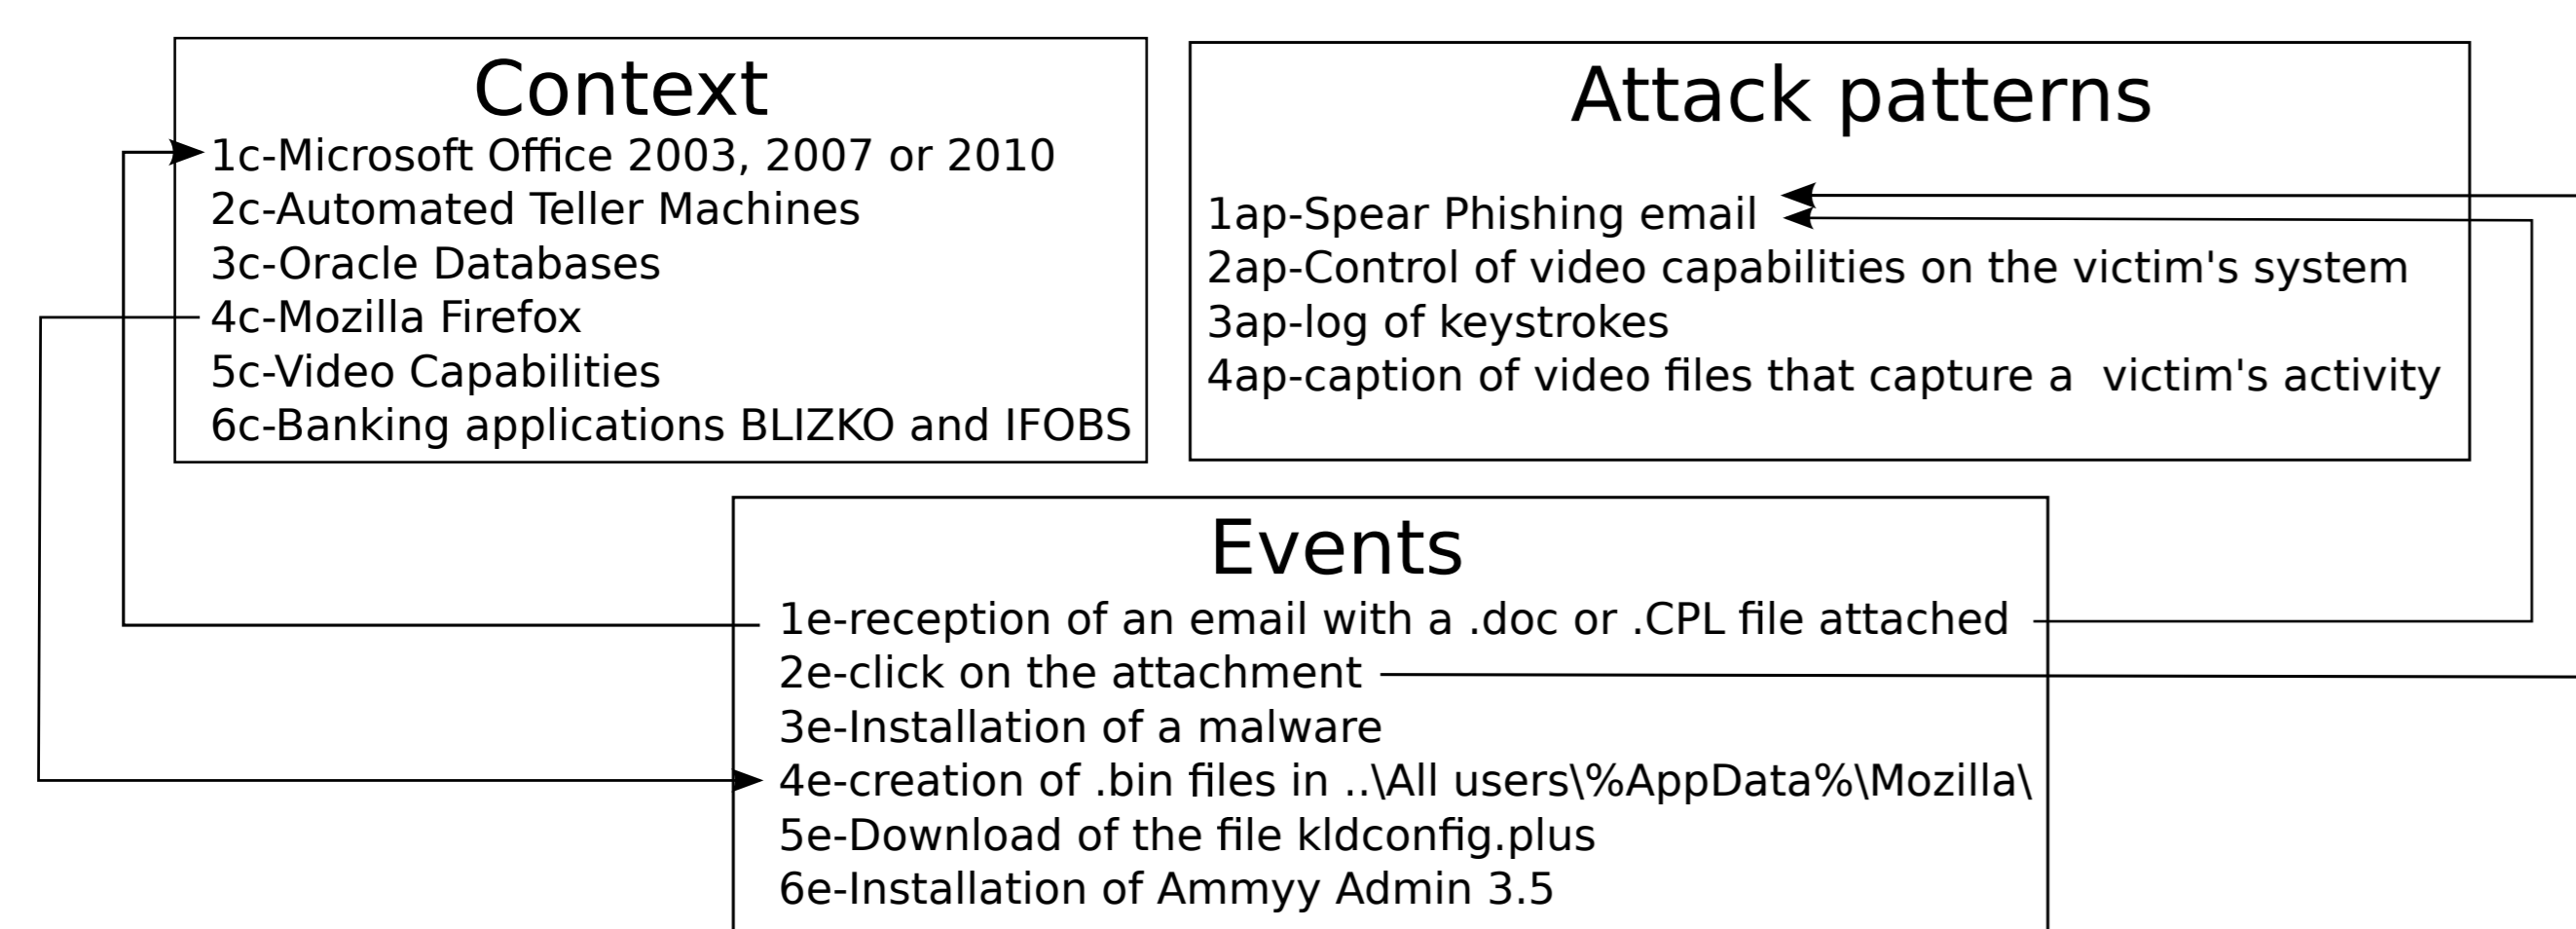 Context
1c-Microsoft Office 2003, 2007 or 2010
2c-Automated Teller Machines
3c-Oracle Databases
4c-Mozilla Firefox
5c-Video Capabilities
6c-Banking applications BLIZKO and IFOBS
Attack patterns
1ap-Spear Phishing email
2ap-Control of video capabilities on the victim's system
3ap-log of keystrokes
4ap-caption of video files that capture a  victim's activity
Events
1e-reception of an email with a .doc or .CPL file attached
2e-click on the attachment
3e-Installation of a malware
4e-creation of .bin files in ..\All users\%AppData%\Mozilla\
5e-Download of the file kldconfig.plus
6e-Installation of Ammyy Admin 3.5